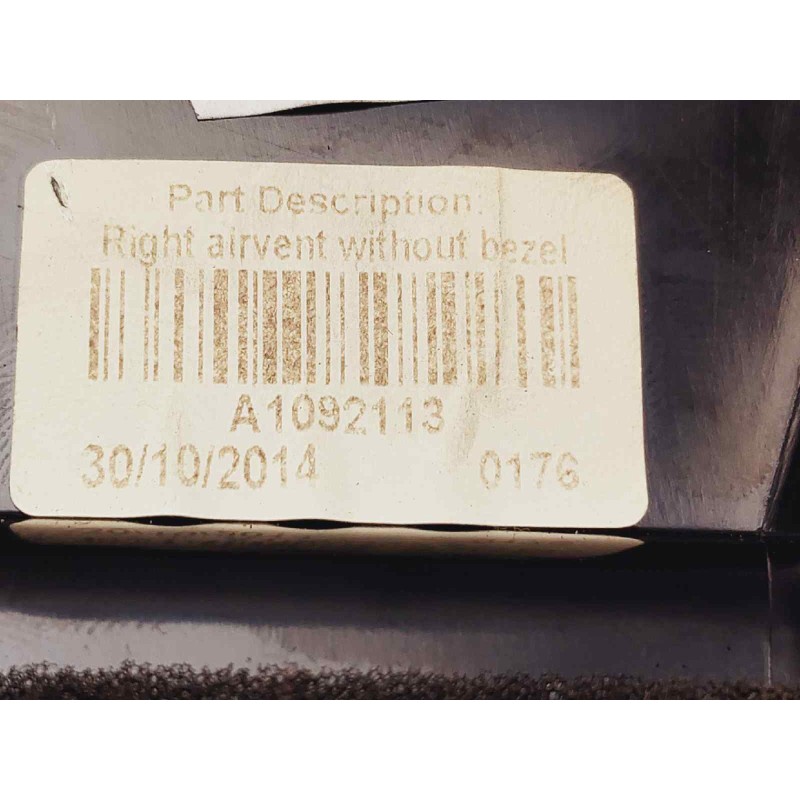 Part Description:
Right airvent without bezel
A1092113
30/10/2014 0176